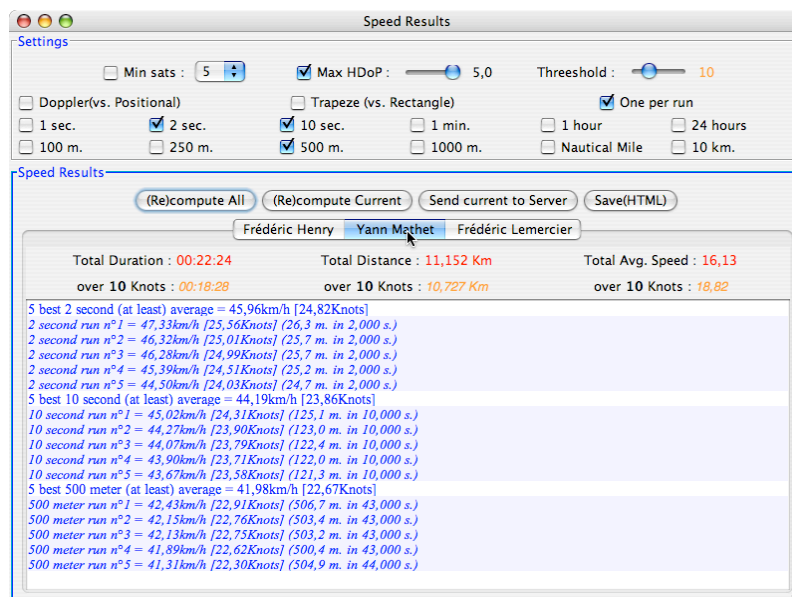 Speed Results
Settings
Min sats : 5 Max HDoP : 5,0 Threeshold : 10
Doppler(vs. Positional) Trapeze (vs. Rectangle) One per run
1 sec. 2 sec. 10 sec. 1 min. 1 hour 24 hours
100 m. 250 m. 500 m. 1000 m. Nautical Mile 10 km.
Speed Results
(Re)compute All (Re)compute Current Send current to Server Save(HTML)
Frédéric Henry Yann Mathet Frédéric Lemercier
Total Duration : 00:22:24 Total Distance : 11,152 Km Total Avg. Speed : 16,13
over 10 Knots : 00:18:28 over 10 Knots : 10,727 Km over 10 Knots : 18,82
5 best 2 second (at least) average = 45,96km/h [24,82Knots]
2 second run n°1 = 47,33km/h [25,56Knots] (26,3 m. in 2,000 s.)
2 second run n°2 = 46,32km/h [25,01Knots] (25,7 m. in 2,000 s.)
2 second run n°3 = 46,28km/h [24,99Knots] (25,7 m. in 2,000 s.)
2 second run n°4 = 45,39km/h [24,51Knots] (25,2 m. in 2,000 s.)
2 second run n°5 = 44,50km/h [24,03Knots] (24,7 m. in 2,000 s.)
5 best 10 second (at least) average = 44,19km/h [23,86Knots]
10 second run n°1 = 45,02km/h [24,31Knots] (125,1 m. in 10,000 s.)
10 second run n°2 = 44,27km/h [23,90Knots] (123,0 m. in 10,000 s.)
10 second run n°3 = 44,07km/h [23,79Knots] (122,4 m. in 10,000 s.)
10 second run n°4 = 43,90km/h [23,71Knots] (122,0 m. in 10,000 s.)
10 second run n°5 = 43,67km/h [23,58Knots] (121,3 m. in 10,000 s.)
5 best 500 meter (at least) average = 41,98km/h [22,67Knots]
500 meter run n°1 = 42,43km/h [22,91Knots] (506,7 m. in 43,000 s.)
500 meter run n°2 = 42,15km/h [22,76Knots] (503,4 m. in 43,000 s.)
500 meter run n°3 = 42,13km/h [22,75Knots] (503,2 m. in 43,000 s.)
500 meter run n°4 = 41,89km/h [22,62Knots] (500,4 m. in 43,000 s.)
500 meter run n°5 = 41,31km/h [22,30Knots] (504,9 m. in 44,000 s.)